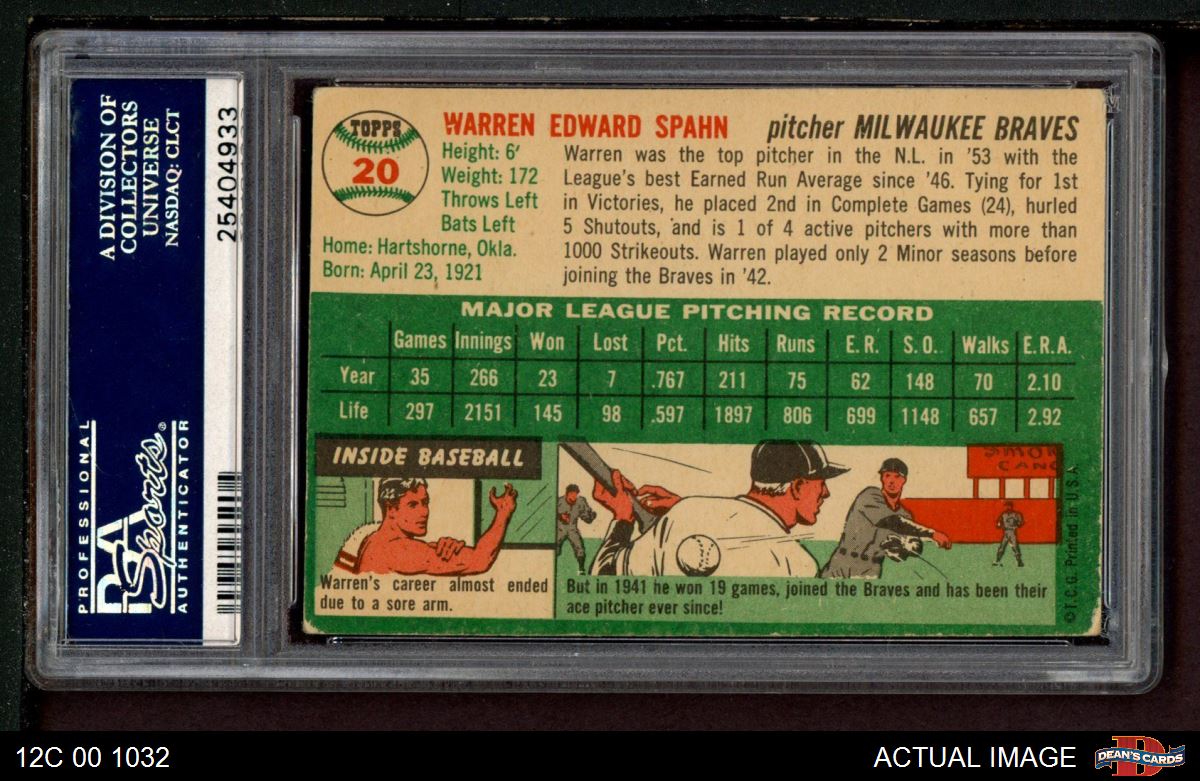 A DIVISION OF
COLLECTORS
UNIVERSE
NASDAQ: CLCT
25404933
PROFESSIONAL
PSA
Sports®
AUTHENTICATOR
TOPPS
20
WARREN EDWARD SPAHN pitcher MILWAUKEE BRAVES
Height: 6'
Weight: 172
Throws Left
Bats Left
Home: Hartshorne, Okla.
Born: April 23, 1921
Warren was the top pitcher in the N.L. in '53 with the
League's best Earned Run Average since '46. Tying for 1st
in Victories, he placed 2nd in Complete Games (24), hurled
5 Shutouts, and is 1 of 4 active pitchers with more than
1000 Strikeouts. Warren played only 2 Minor seasons before
joining the Braves in '42.
MAJOR LEAGUE PITCHING RECORD
Games Innings Won Lost Pct. Hits Runs E.R. S.O. Walks E.R.A.
Year 35 266 23 7 .767 211 75 62 148 70 2.10
Life 297 2151 145 98 .597 1897 806 699 1148 657 2.92
INSIDE BASEBALL
Warren's career almost ended
due to a sore arm.
SMOK
CANC
But in 1941 he won 19 games, joined the Braves and has been their
ace pitcher ever since!
© T.C.G. Printed in U.S.A.
12C 00 1032
ACTUAL IMAGE
DEAN'S CARDS